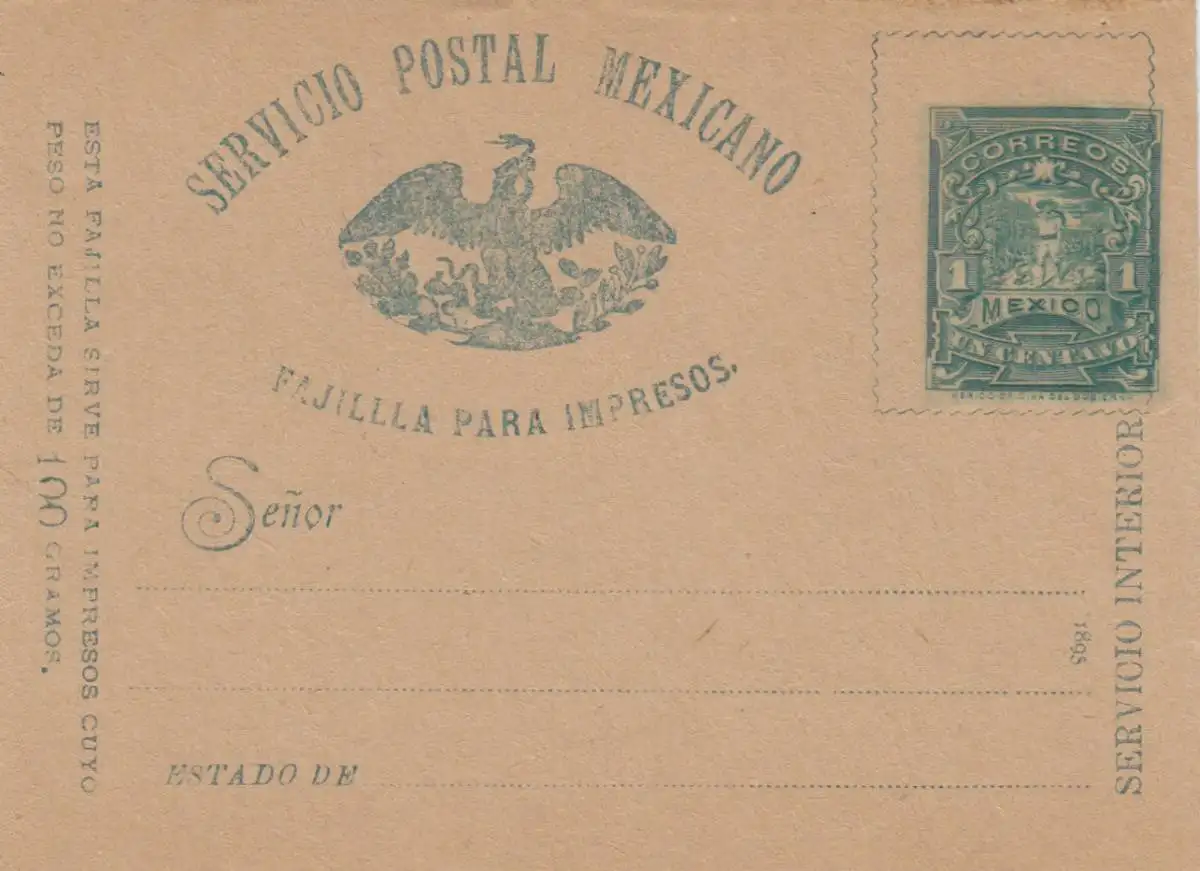 SERVICIO POSTAL MEXICANO
CORREOS
1 1
MEXICO
UN CENTAVO
FAJILLLA PARA IMPRESOS.
Señor
ESTADO DE
1895
SERVICIO INTERIOR
ESTA FAJILLA SIRVE PARA IMPRESOS CUYO
PESO NO EXCEDA DE 100 GRAMOS.